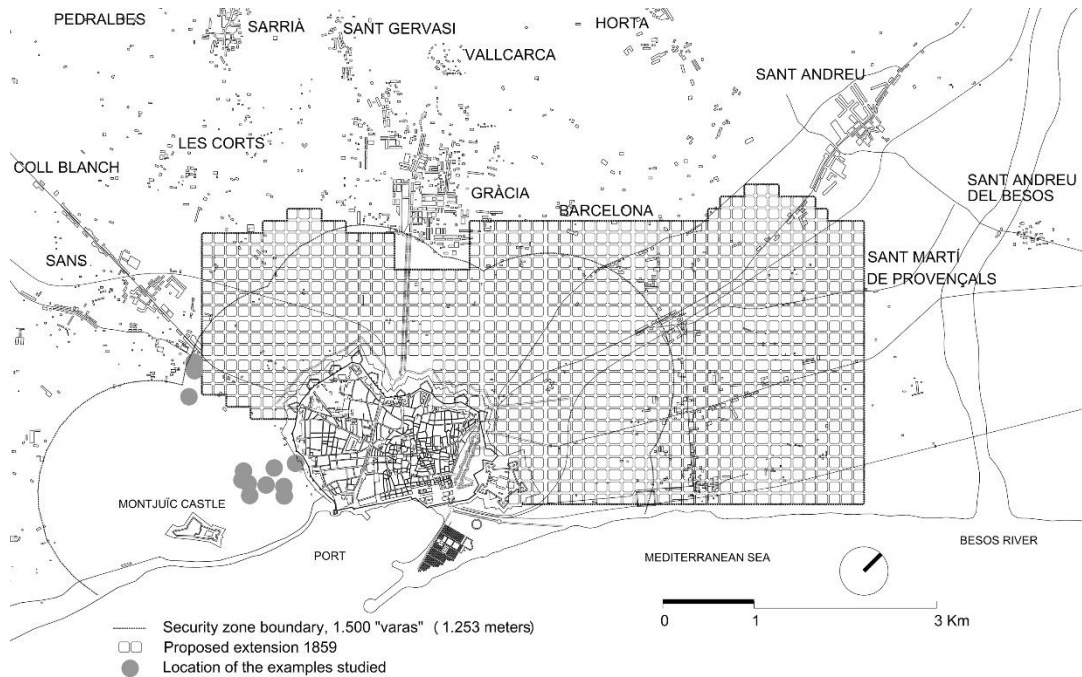 PEDRALBES
SARRIÀ
SANT GERVASI
HORTA
VALLCARCA
SANT ANDREU
LES CORTS
COLL BLANCH
GRÀCIA
BARCELONA
SANT ANDREU
DEL BESOS
SANS
SANT MARTÍ
DE PROVENÇALS
MONTJUÏC CASTLE
PORT
MEDITERRANEAN SEA
BESOS RIVER
0 1 3 Km
Security zone boundary, 1.500 "varas" (1.253 meters)
Proposed extension 1859
Location of the examples studied